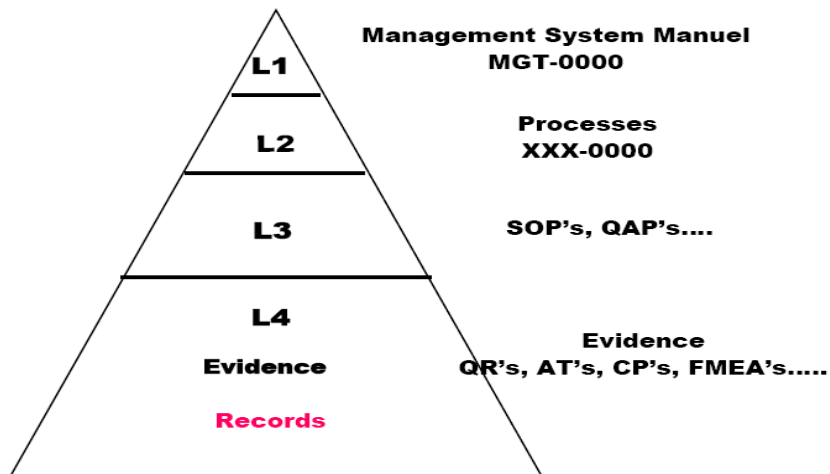 Management System Manuel
MGT-0000
L1
Processes
XXX-0000
L2
L3
SOP's, QAP's....
L4
Evidence
QR's, AT's, CP's, FMEA's.....
Evidence
Records